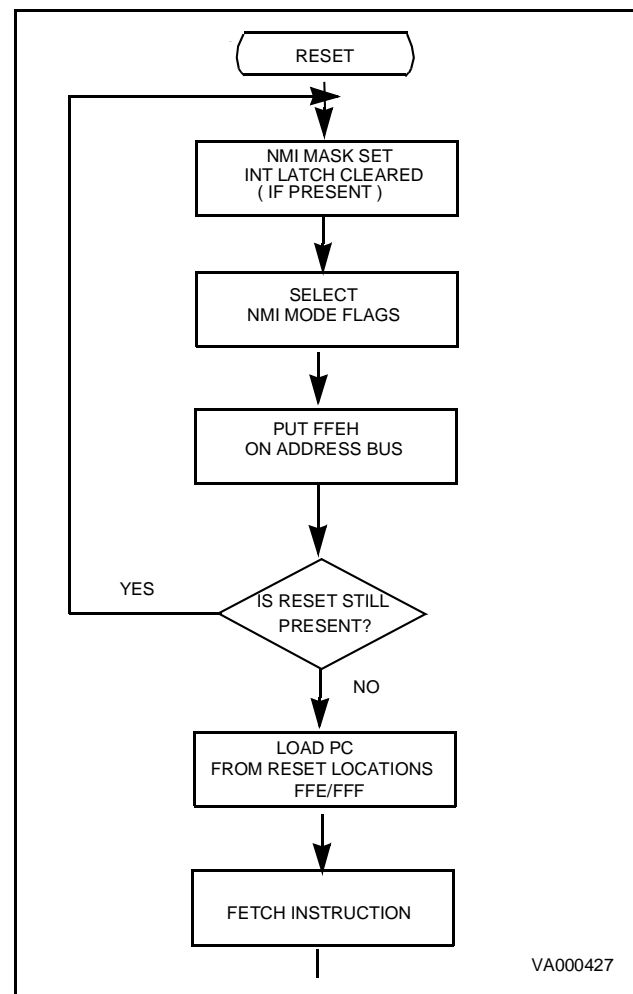 RESET
NMI MASK SET
INT LATCH CLEARED
( IF PRESENT )
SELECT
NMI MODE FLAGS
PUT FFEH
ON ADDRESS BUS
YES
IS RESET STILL
PRESENT?
NO
LOAD PC
FROM RESET LOCATIONS
FFE/FFF
FETCH INSTRUCTION
VA000427